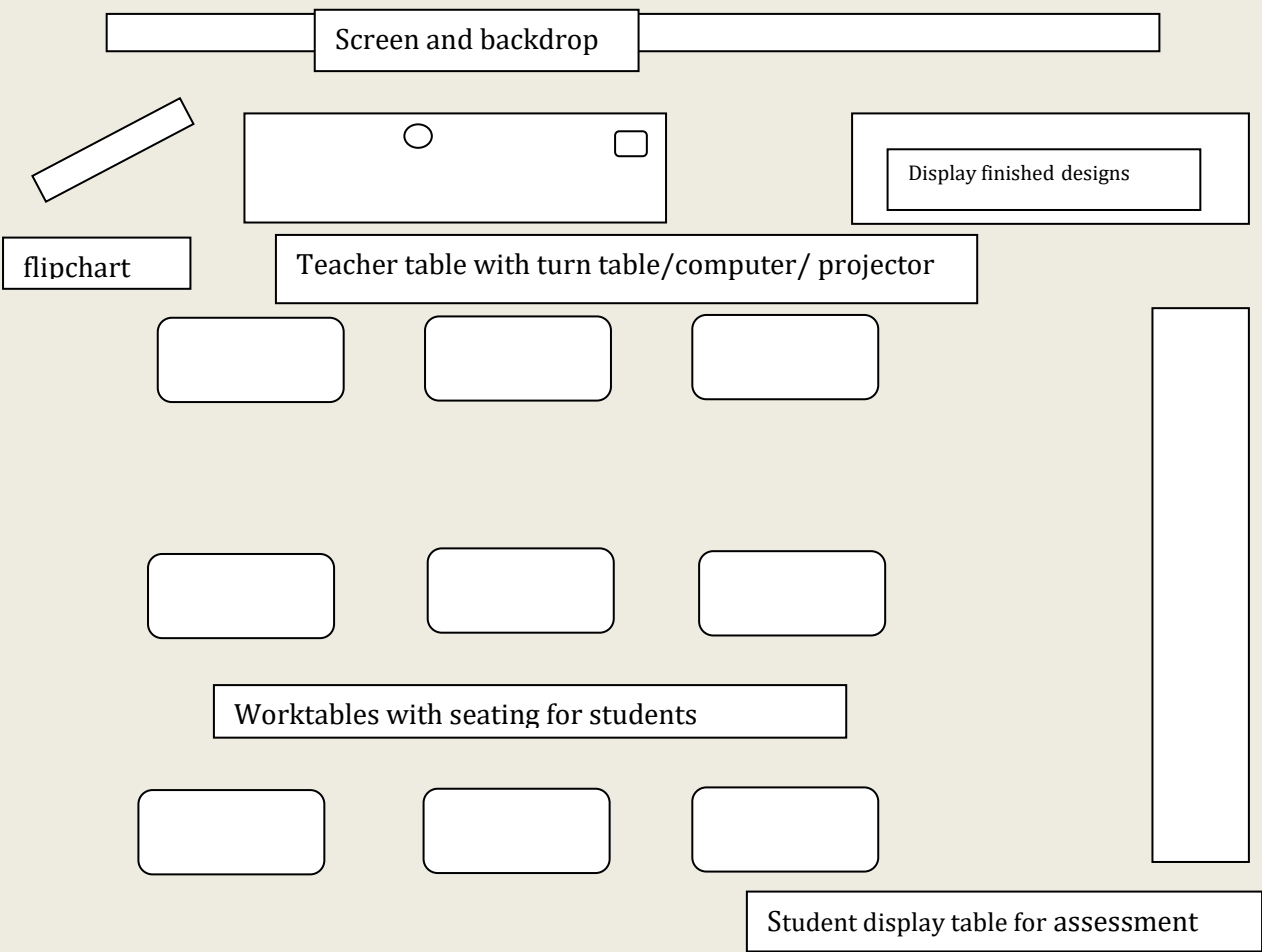 Screen and backdrop
Display finished designs
flipchart
Teacher table with turn table/computer/ projector
Worktables with seating for students
Student display table for assessment